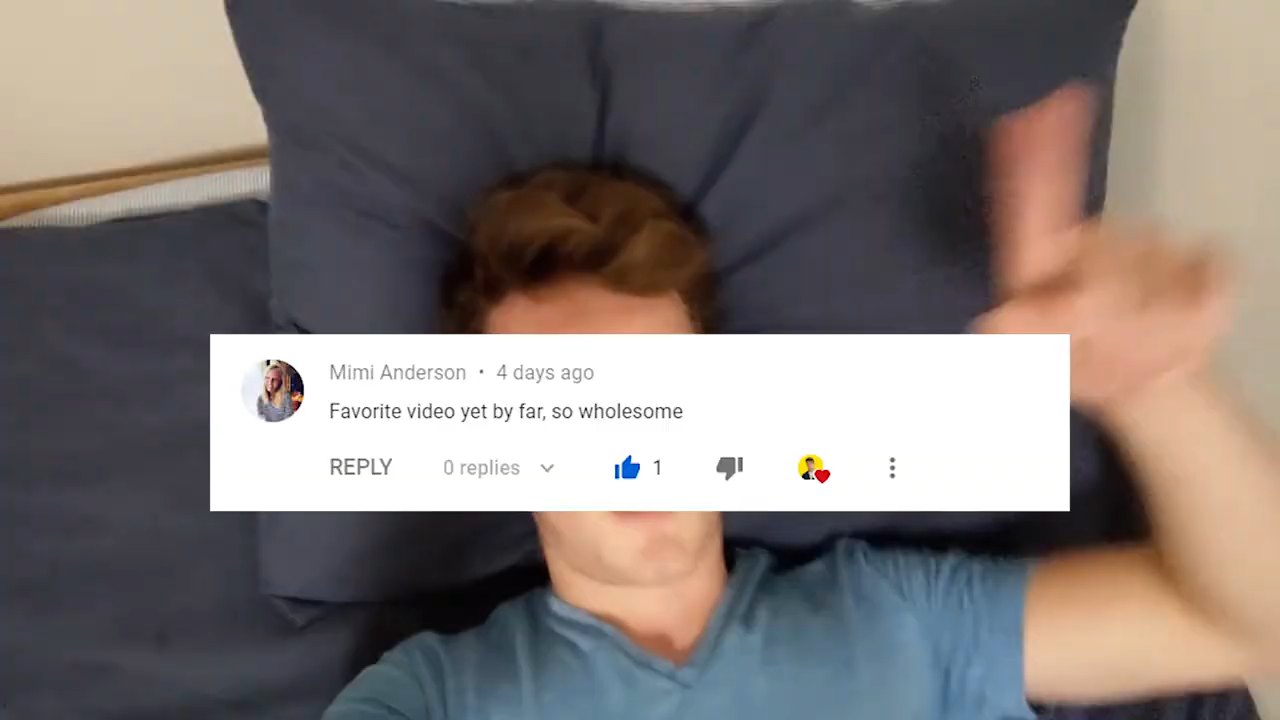 Mimi Anderson • 4 days ago
Favorite video yet by far, so wholesome
REPLY 0 replies 1